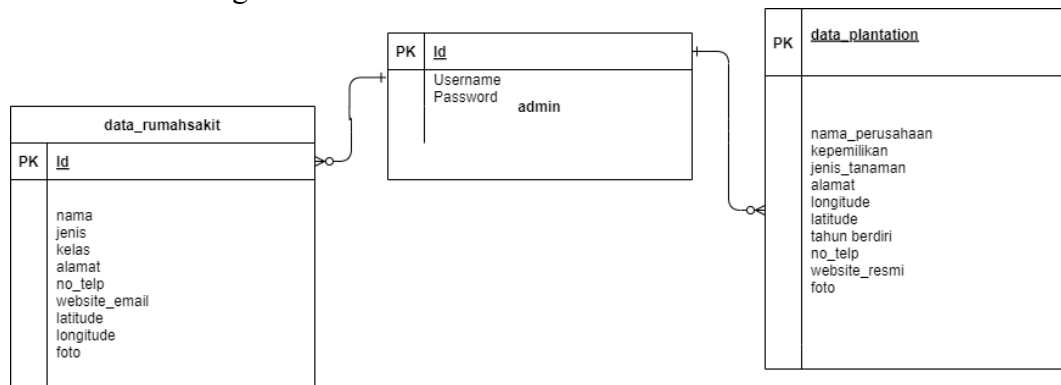 data_rumahsakit
PK Id
nama
jenis
kelas
alamat
no_telp
website_email
latitude
longitude
foto
PK Id
Username
Password
admin
PK data_plantation
nama_perusahaan
kepemilikan
jenis_tanaman
alamat
longitude
latitude
tahun berdiri
no_telp
website_resmi
foto